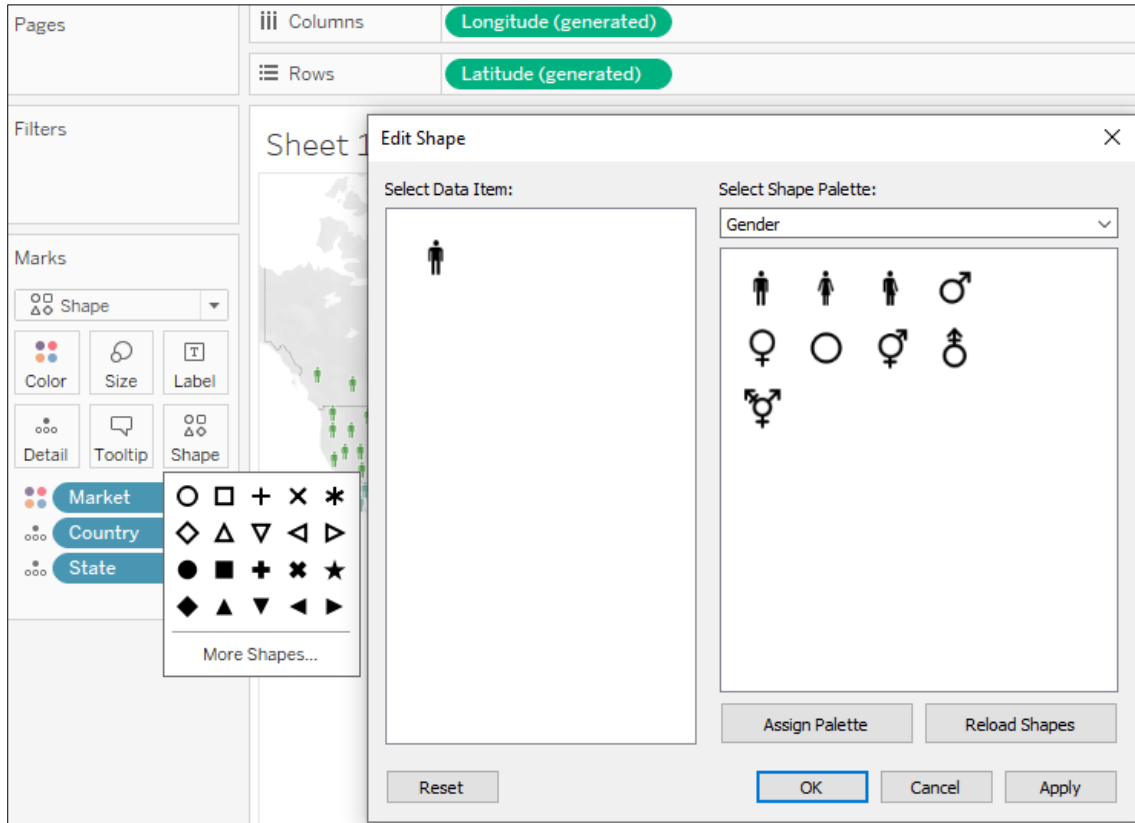 Pages
Columns
Longitude (generated)
Rows
Latitude (generated)
Filters
Sheet 1
Marks
Shape
Color
Size
T
Label
Detail
Tooltip
Shape
Market
Country
State
More Shapes...
Edit Shape
Select Data Item:
Select Shape Palette:
Gender
Assign Palette
Reload Shapes
Reset
OK
Cancel
Apply